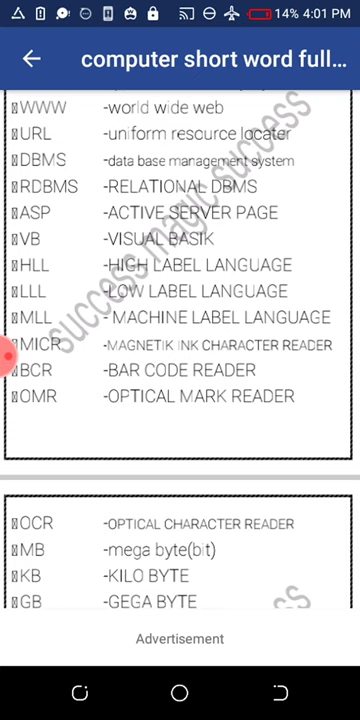 14% 4:01 PM
computer short word full...
WWW -world wide web
URL -uniform resource locater
DBMS -data base management system
RDBMS -RELATIONAL DBMS
ASP -ACTIVE SERVER PAGE
VB -VISUAL BASIK
HLL -HIGH LABEL LANGUAGE
LLL -LOW LABEL LANGUAGE
MLL - MACHINE LABEL LANGUAGE
MICR -MAGNETIK INK CHARACTER READER
BCR -BAR CODE READER
OMR -OPTICAL MARK READER
success magic success
OCR -OPTICAL CHARACTER READER
MB -mega byte(bit)
KB -KILO BYTE
GB -GEGA BYTE
Advertisement